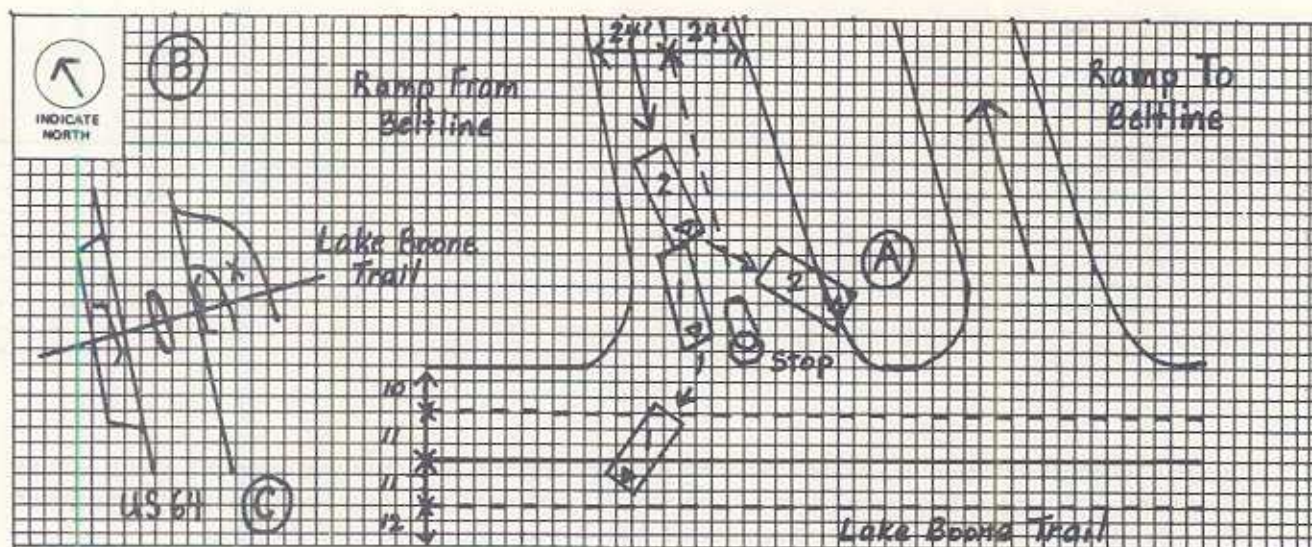 INDICATE
NORTH
B
24' 24'
Ramp From
Beltline
Ramp To
Beltline
2
1
2
A
STOP
Lake Boone
Trail
X
10
11
11
12
1
US 64
C
Lake Boone Trail